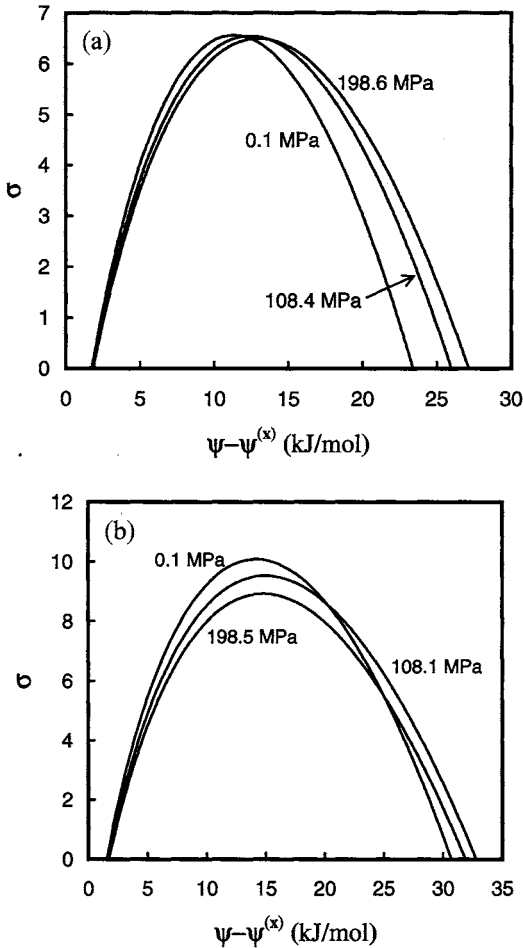 (a)
7
6
5
4
3
2
1
0
σ
198.6 MPa
0.1 MPa
108.4 MPa
0 5 10 15 20 25 30
ψ−ψ(x) (kJ/mol)
(b)
12
10
8
6
4
2
0
σ
0.1 MPa
198.5 MPa
108.1 MPa
0 5 10 15 20 25 30 35
ψ−ψ(x) (kJ/mol)